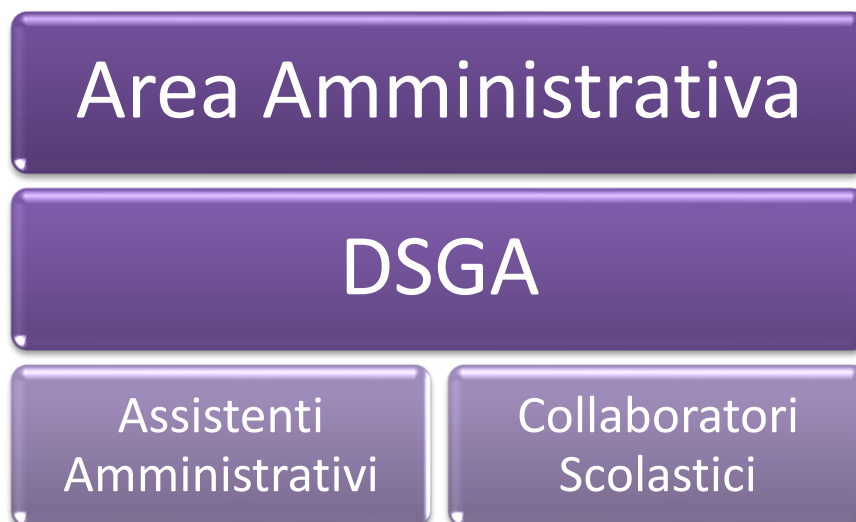 Area Amministrativa
DSGA
Assistenti
Amministrativi
Collaboratori
Scolastici